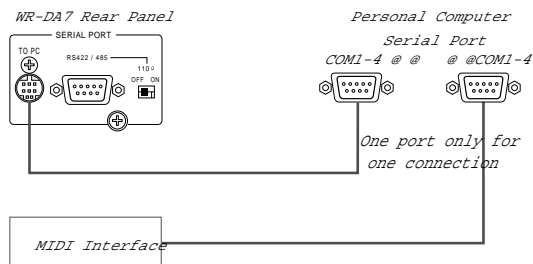 WR-DA7 Rear Panel
SERIAL PORT
TO PC
RS422 / 485
110 Ω
OFF ON
Personal Computer
Serial Port
COM1-4 @ @ @ @COM1-4
One port only for
one connection
MIDI Interface